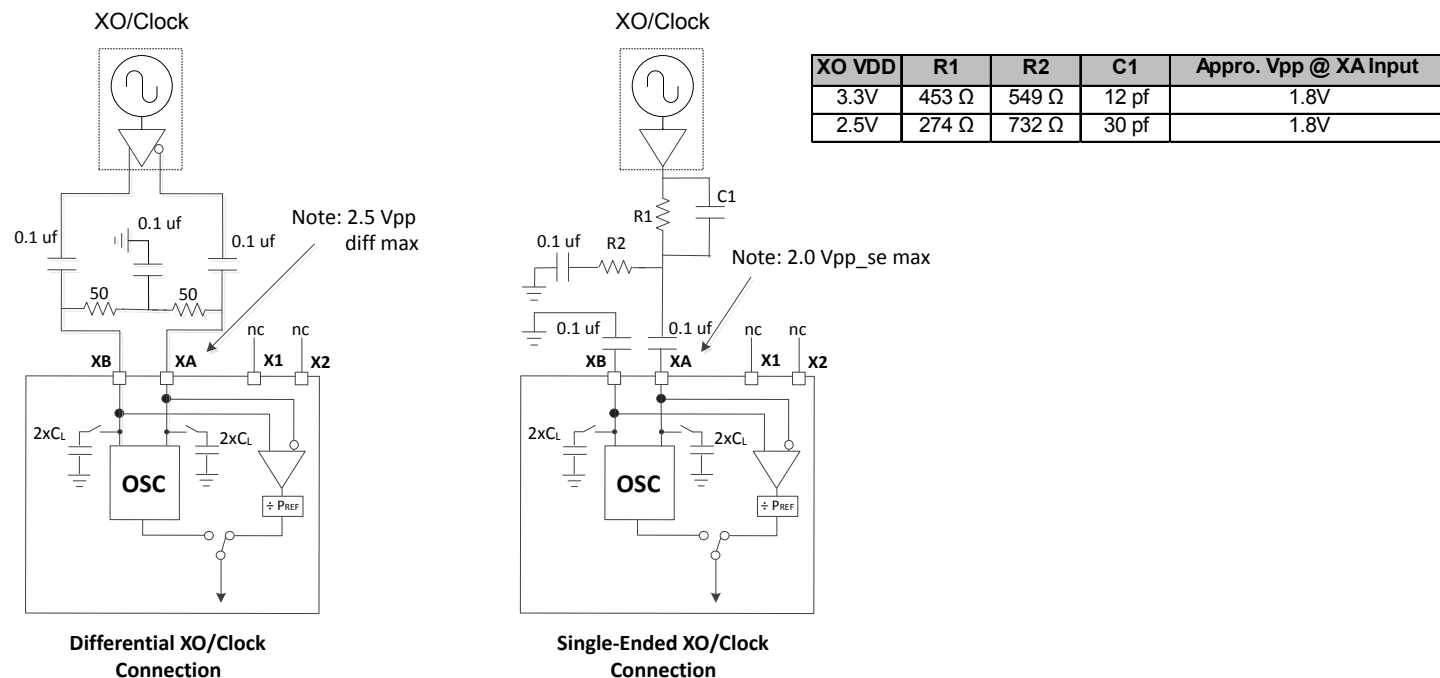 XO/Clock
0.1 uf
0.1 uf
0.1 uf
50
50
Note: 2.5 Vpp
diff max
nc
nc
XB
XA
X1
X2
2xCL
2xCL
OSC
÷ PREF
Differential XO/Clock
Connection
XO/Clock
R1
C1
0.1 uf
R2
Note: 2.0 Vpp_se max
0.1 uf
0.1 uf
nc
nc
XB
XA
X1
X2
2xCL
2xCL
OSC
÷ PREF
Single-Ended XO/Clock
Connection
XO VDD R1 R2 C1 Appro. Vpp @ XA Input
3.3V 453 Ω 549 Ω 12 pf 1.8V
2.5V 274 Ω 732 Ω 30 pf 1.8V